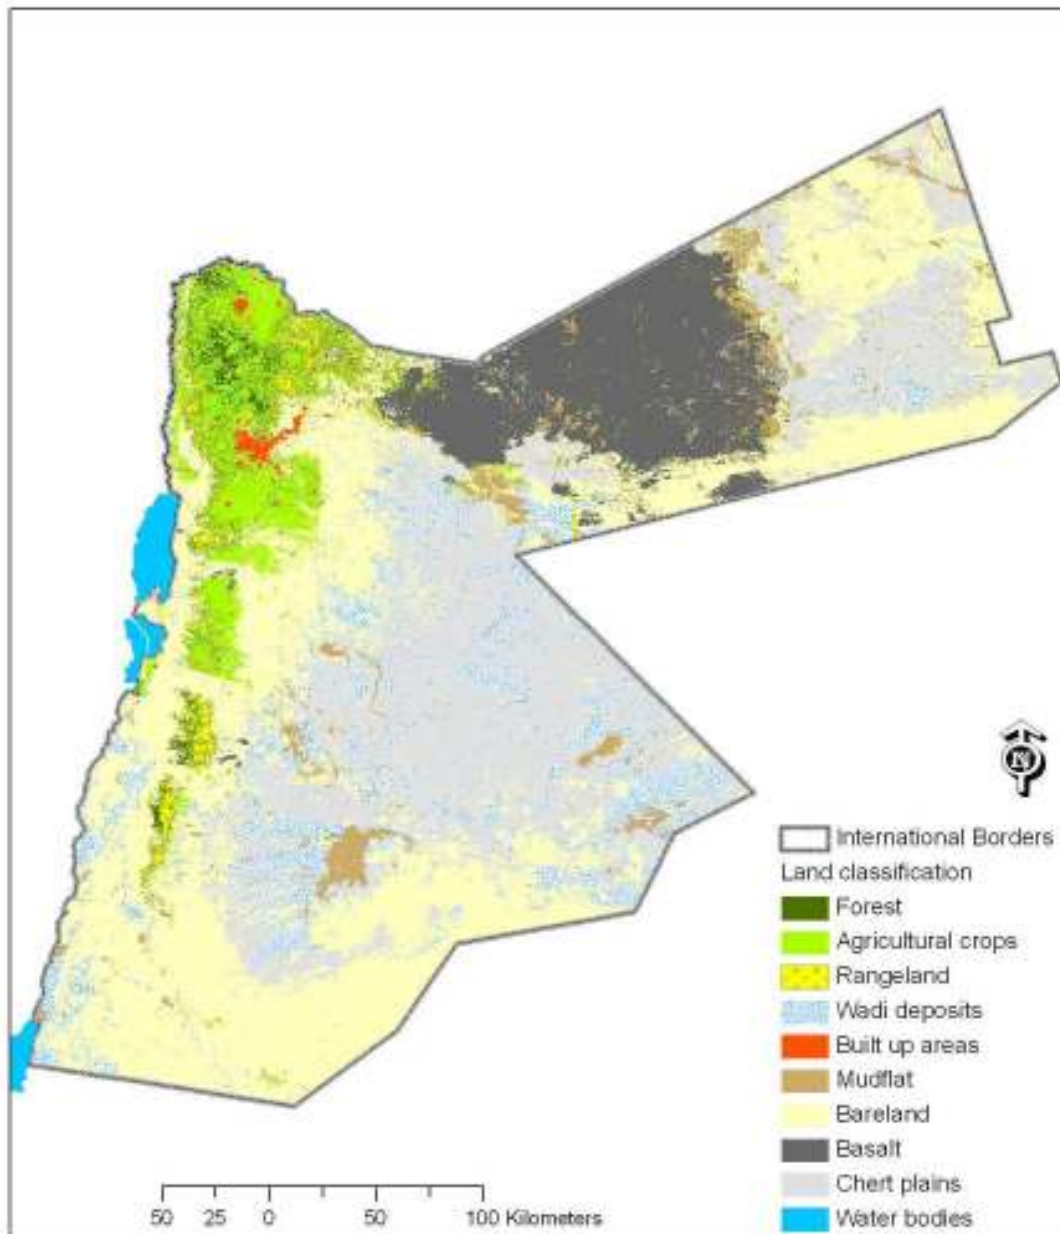 N
International Borders
Land classification
Forest
Agricultural crops
Rangeland
Wadi deposits
Built up areas
Mudflat
Bareland
Basalt
Chert plains
Water bodies
50 25 0 50 100 Kilometers